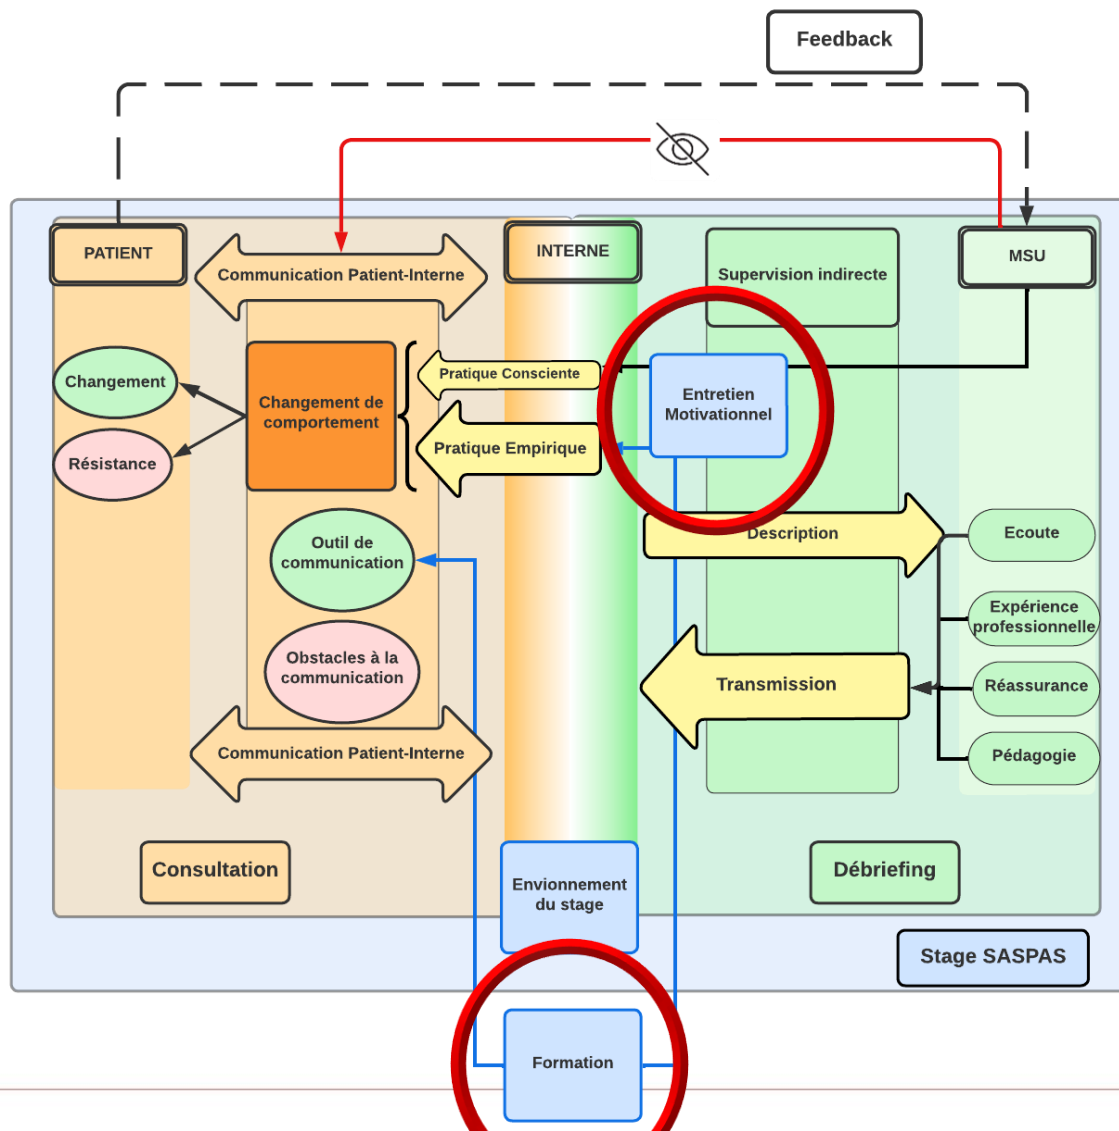 Feedback
PATIENT
Communication Patient-Interne
INTERNE
Supervision indirecte
MSU
Changement
Résistance
Changement de
comportement
Pratique Consciente
Pratique Empirique
Entretien
Motivationnel
Outil de
communication
Obstacles à la
communication
Description
Transmission
Ecoute
Expérience
professionnelle
Réassurance
Pédagogie
Communication Patient-Interne
Consultation
Envionnement
du stage
Débriefing
Stage SASPAS
Formation